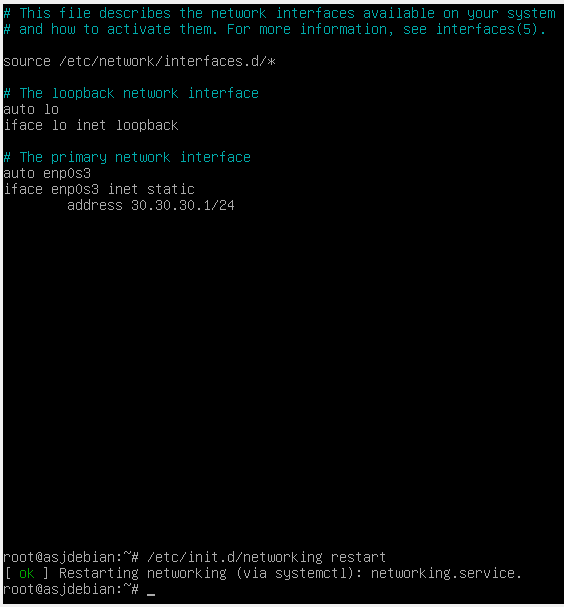 # This file describes the network interfaces available on your system
# and how to activate them. For more information, see interfaces(5).
source /etc/network/interfaces.d/*
# The loopback network interface
auto lo
iface lo inet loopback
# The primary network interface
auto enp0s3
iface enp0s3 inet static
        address 30.30.30.1/24
root@asjdebian:~# /etc/init.d/networking restart
[ ok ] Restarting networking (via systemctl): networking.service.
root@asjdebian:~# _